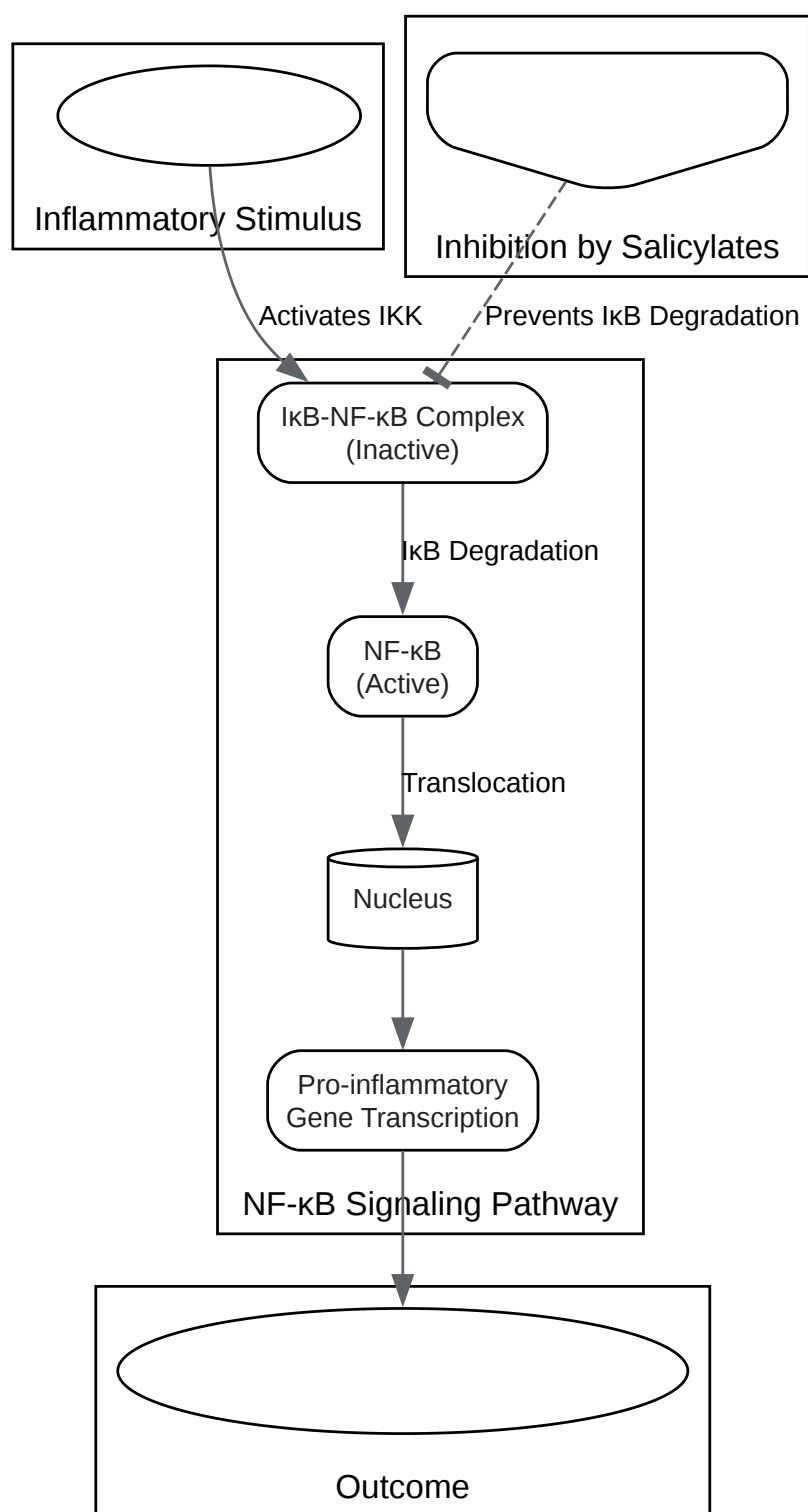 Inflammatory Stimulus
Inhibition by Salicylates
Activates IKK
Prevents IκB Degradation
IκB-NF-κB Complex
(Inactive)
IκB Degradation
NF-κB
(Active)
Translocation
Nucleus
Pro-inflammatory
Gene Transcription
NF-κB Signaling Pathway
Outcome